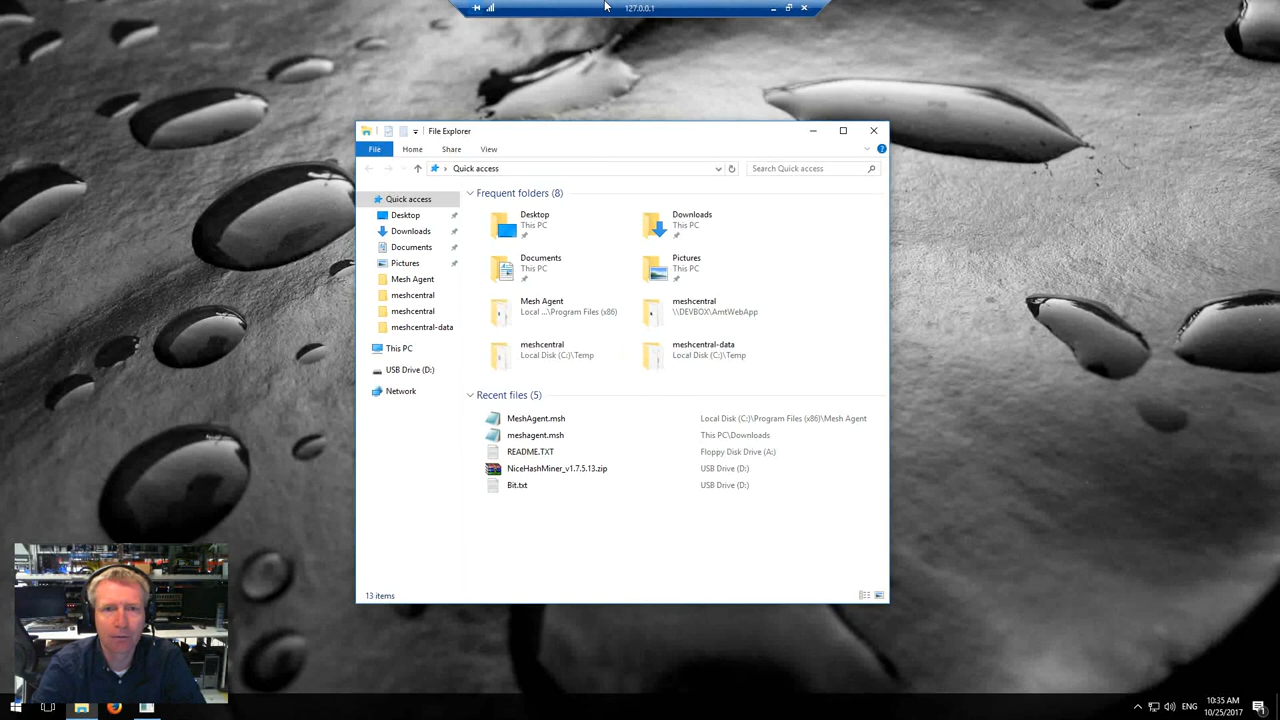 127.0.0.1
File Explorer
File Home Share View
Quick access
Search Quick access
Quick access
Desktop
Downloads
Documents
Pictures
Mesh Agent
meshcentral
meshcentral
meshcentral-data
This PC
USB Drive (D:)
Network
Frequent folders (8)
Desktop
This PC
Downloads
This PC
Documents
This PC
Pictures
This PC
Mesh Agent
Local ...\Program Files (x86)
meshcentral
\\DEVBOX\AmtWebApp
meshcentral
Local Disk (C:)\Temp
meshcentral-data
Local Disk (C:)\Temp
Recent files (5)
MeshAgent.msh Local Disk (C:)\Program Files (x86)\Mesh Agent
meshagent.msh This PC\Downloads
README.TXT Floppy Disk Drive (A:)
NiceHashMiner_v1.7.5.13.zip USB Drive (D:)
Bit.txt USB Drive (D:)
13 items
ENG
10:35 AM
10/25/2017